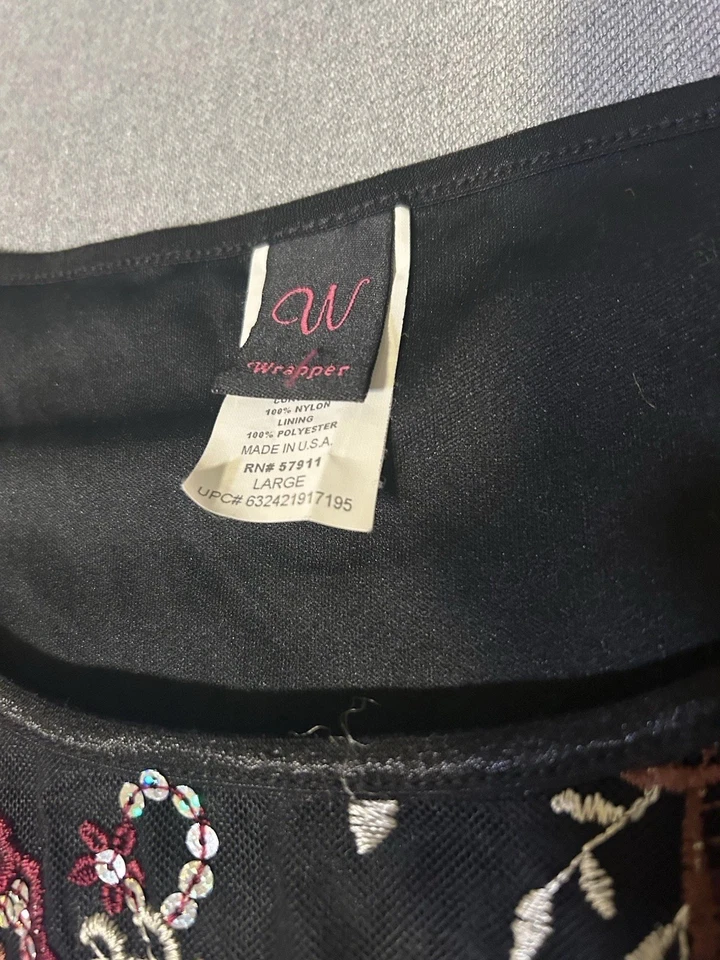 W
Wrapper
100% NYLON
LINING
100% POLYESTER
MADE IN U.S.A.
RN# 57911
LARGE
UPC# 632421917195